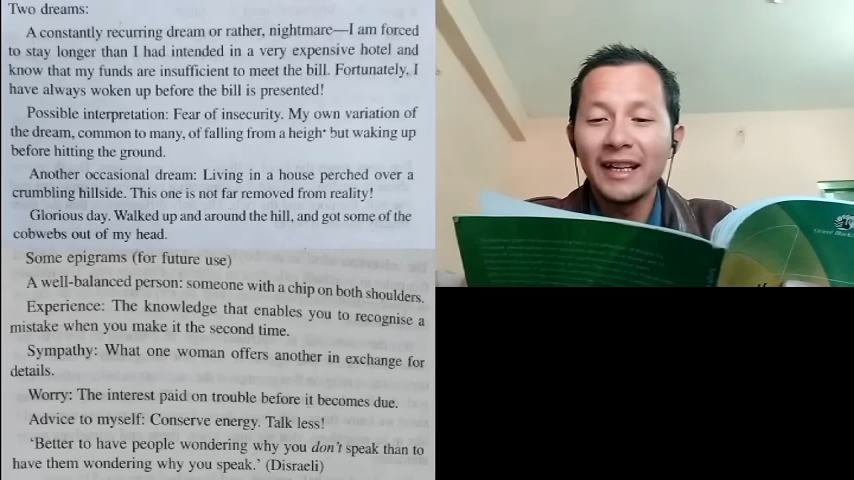 Two dreams:
A constantly recurring dream or rather, nightmare—I am forced
to stay longer than I had intended in a very expensive hotel and
know that my funds are insufficient to meet the bill. Fortunately, I
have always woken up before the bill is presented!
Possible interpretation: Fear of insecurity. My own variation of
the dream, common to many, of falling from a heigh but waking up
before hitting the ground.
Another occasional dream: Living in a house perched over a
crumbling hillside. This one is not far removed from reality!
Glorious day. Walked up and around the hill, and got some of the
cobwebs out of my head.
Some epigrams (for future use)
A well-balanced person: someone with a chip on both shoulders.
Experience: The knowledge that enables you to recognise a
mistake when you make it the second time.
Sympathy: What one woman offers another in exchange for
details.
Worry: The interest paid on trouble before it becomes due.
Advice to myself: Conserve energy. Talk less!
‘Better to have people wondering why you don't speak than to
have them wondering why you speak.’ (Disraeli)